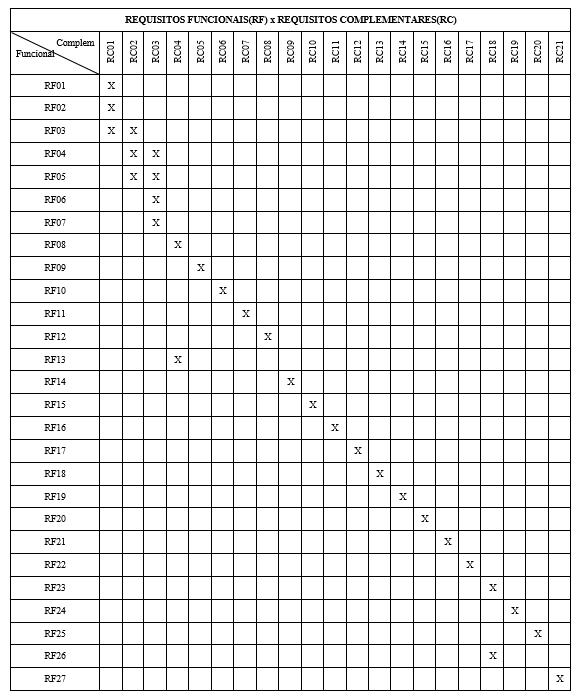 REQUISITOS FUNCIONAIS(RF) x REQUISITOS COMPLEMENTARES(RC)
Complem
Funcional
RC01 RC02 RC03 RC04 RC05 RC06 RC07 RC08 RC09 RC10 RC11 RC12 RC13 RC14 RC15 RC16 RC17 RC18 RC19 RC20 RC21
RF01 X
RF02 X
RF03 X X
RF04 X X
RF05 X X
RF06 X
RF07 X
RF08 X
RF09 X
RF10 X
RF11 X
RF12 X
RF13 X
RF14 X
RF15 X
RF16 X
RF17 X
RF18 X
RF19 X
RF20 X
RF21 X
RF22 X
RF23 X
RF24 X
RF25 X
RF26 X
RF27 X